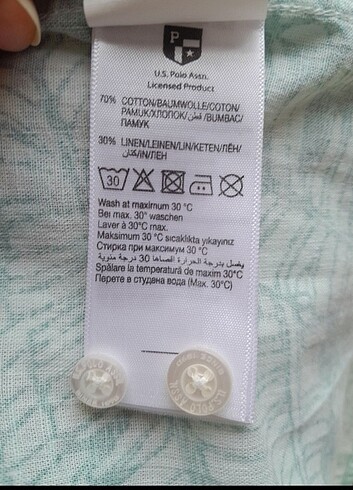 P
U.S. Polo Assn.
Licensed Product
70% COTTON/BAUMWOLLE/COTON/
PAMUK/ХЛОПОК/ قطن /BUMBAC/
ПАМУК
30% LINEN/LEINEN/LIN/KETEN/ЛЁН/
كتان/IN/ЛЕН
30
Wash at maximum 30 °C
Bei max. 30° waschen
Laver à 30°C max.
Maksimum 30 °C sıcaklıkta yıkayınız
Стирка при максимум 30 °C
يغسل بدرجة الحرارة أقصاها 30 درجة مئوية
Spălare la temperatură de maxim 30°C
Перете в студена вода (Max. 30°C)